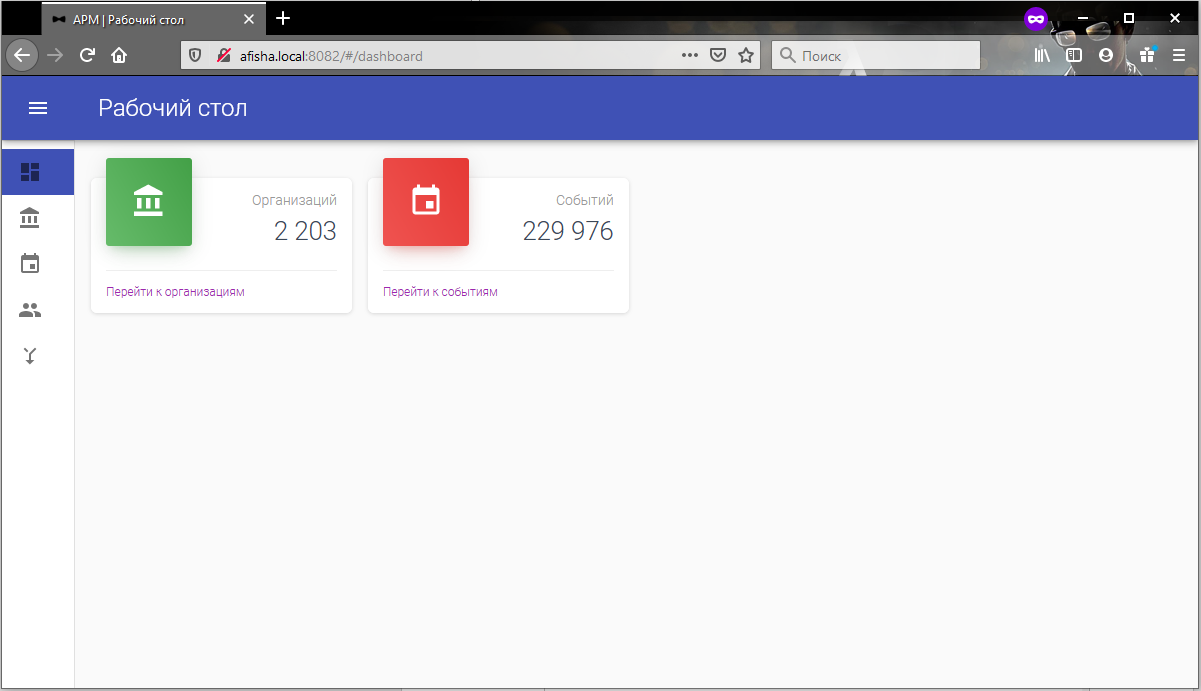 АРМ | Рабочий стол
afisha.local:8082/#/dashboard
Поиск
Рабочий стол
Организаций
2 203
Перейти к организациям
Событий
229 976
Перейти к событиям